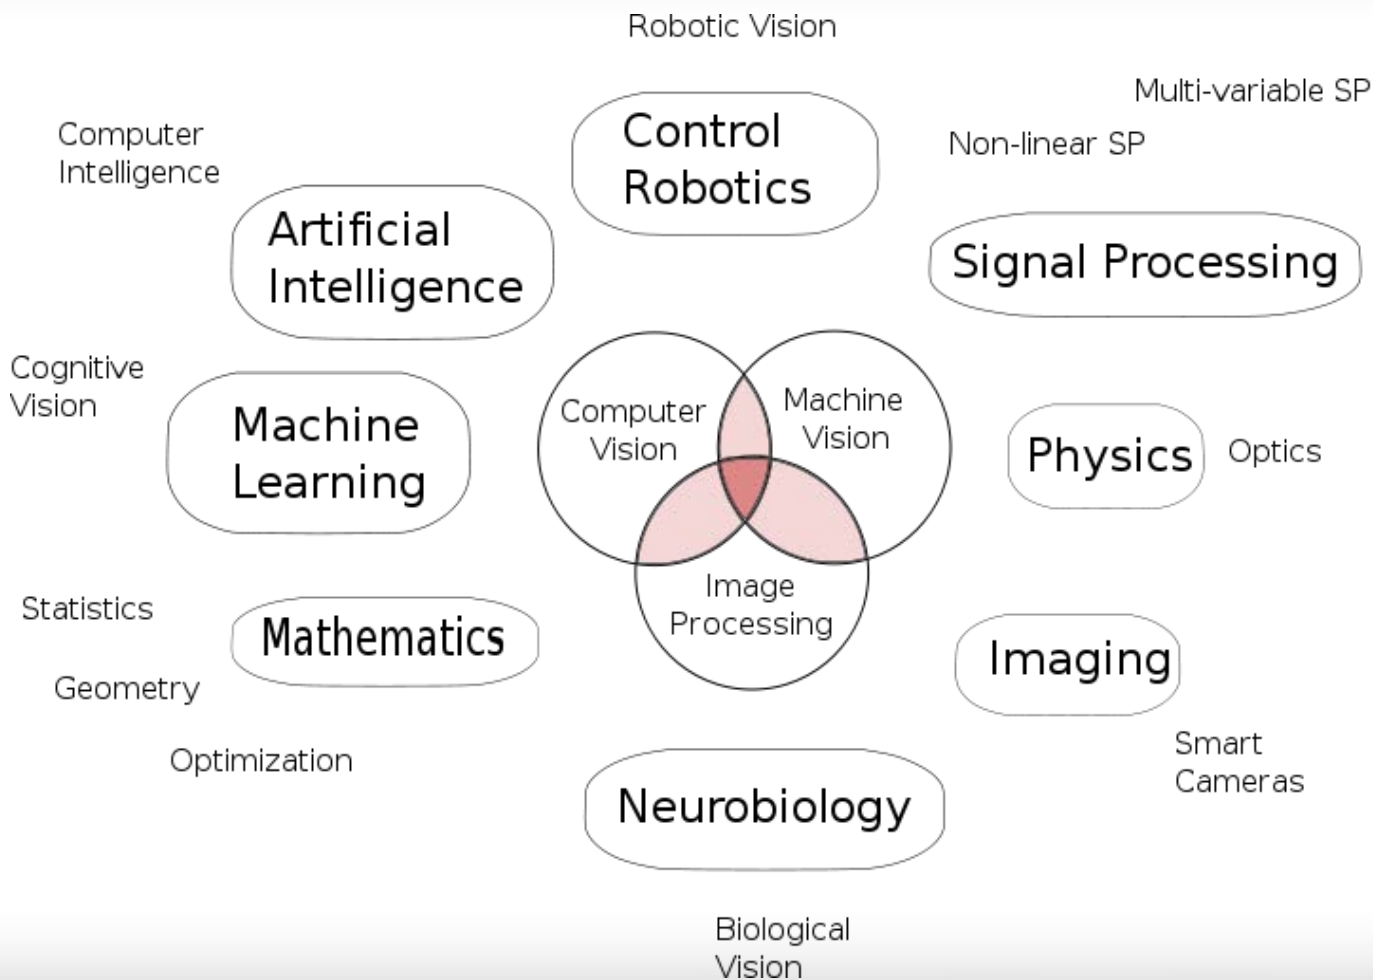 Robotic Vision
Multi-variable SP
Computer
Intelligence
Control
Robotics
Non-linear SP
Artificial
Intelligence
Signal Processing
Cognitive
Vision
Machine
Learning
Computer
Vision
Machine
Vision
Physics
Optics
Image
Processing
Statistics
Mathematics
Geometry
Imaging
Optimization
Smart
Cameras
Neurobiology
Biological
Vision